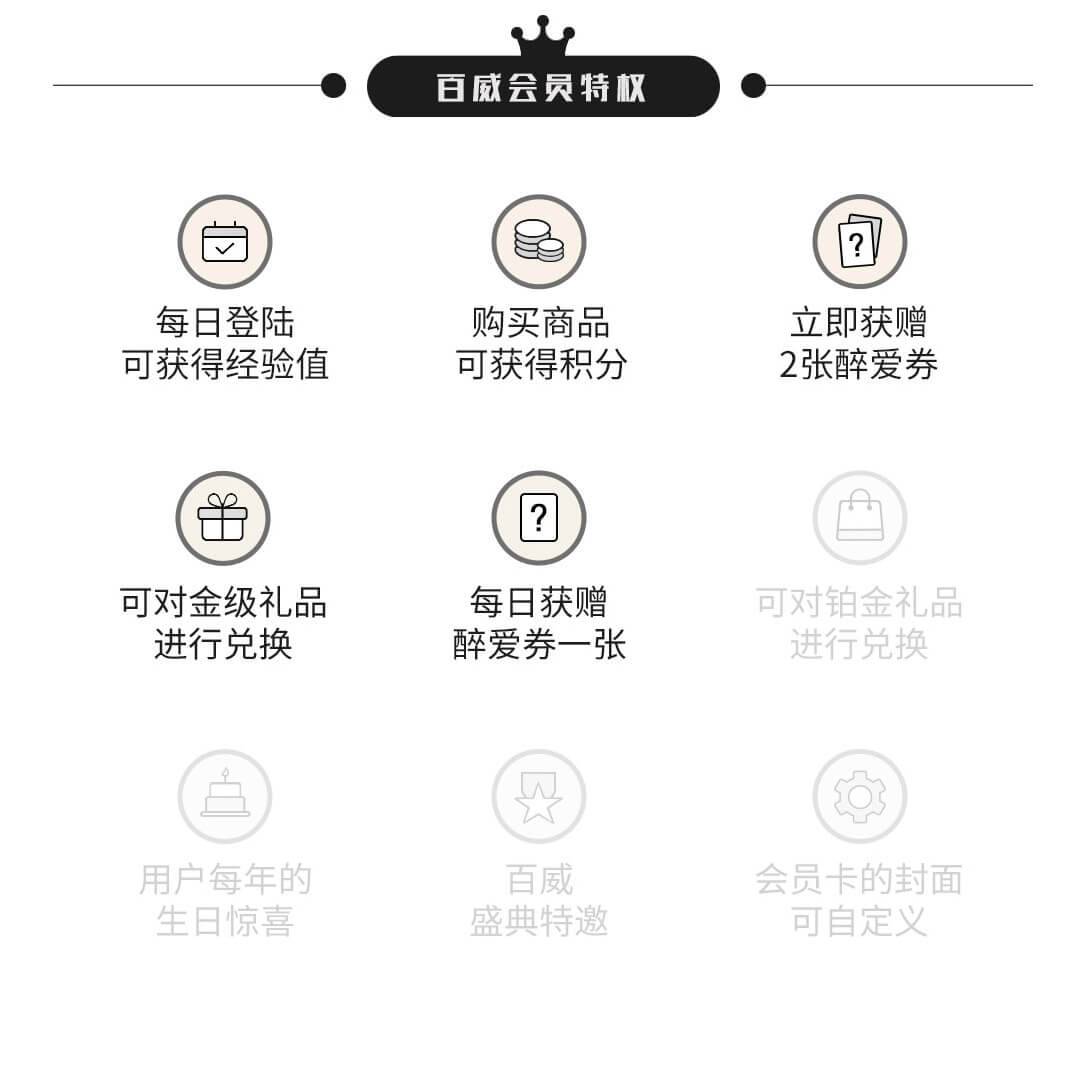 百威会员特权
每日登陆
可获得经验值
购买商品
可获得积分
?
立即获赠
2张醉爱券
可对金级礼品
进行兑换
?
每日获赠
醉爱券一张
可对铂金礼品
进行兑换
用户每年的
生日惊喜
百威
盛典特邀
会员卡的封面
可自定义